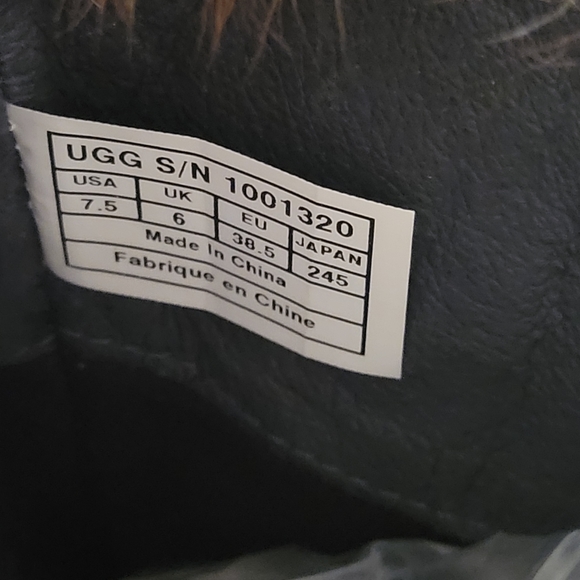 UGG S/N 1001320
USA UK EU JAPAN
7.5 6 38.5 245
Made In China
Fabrique en Chine